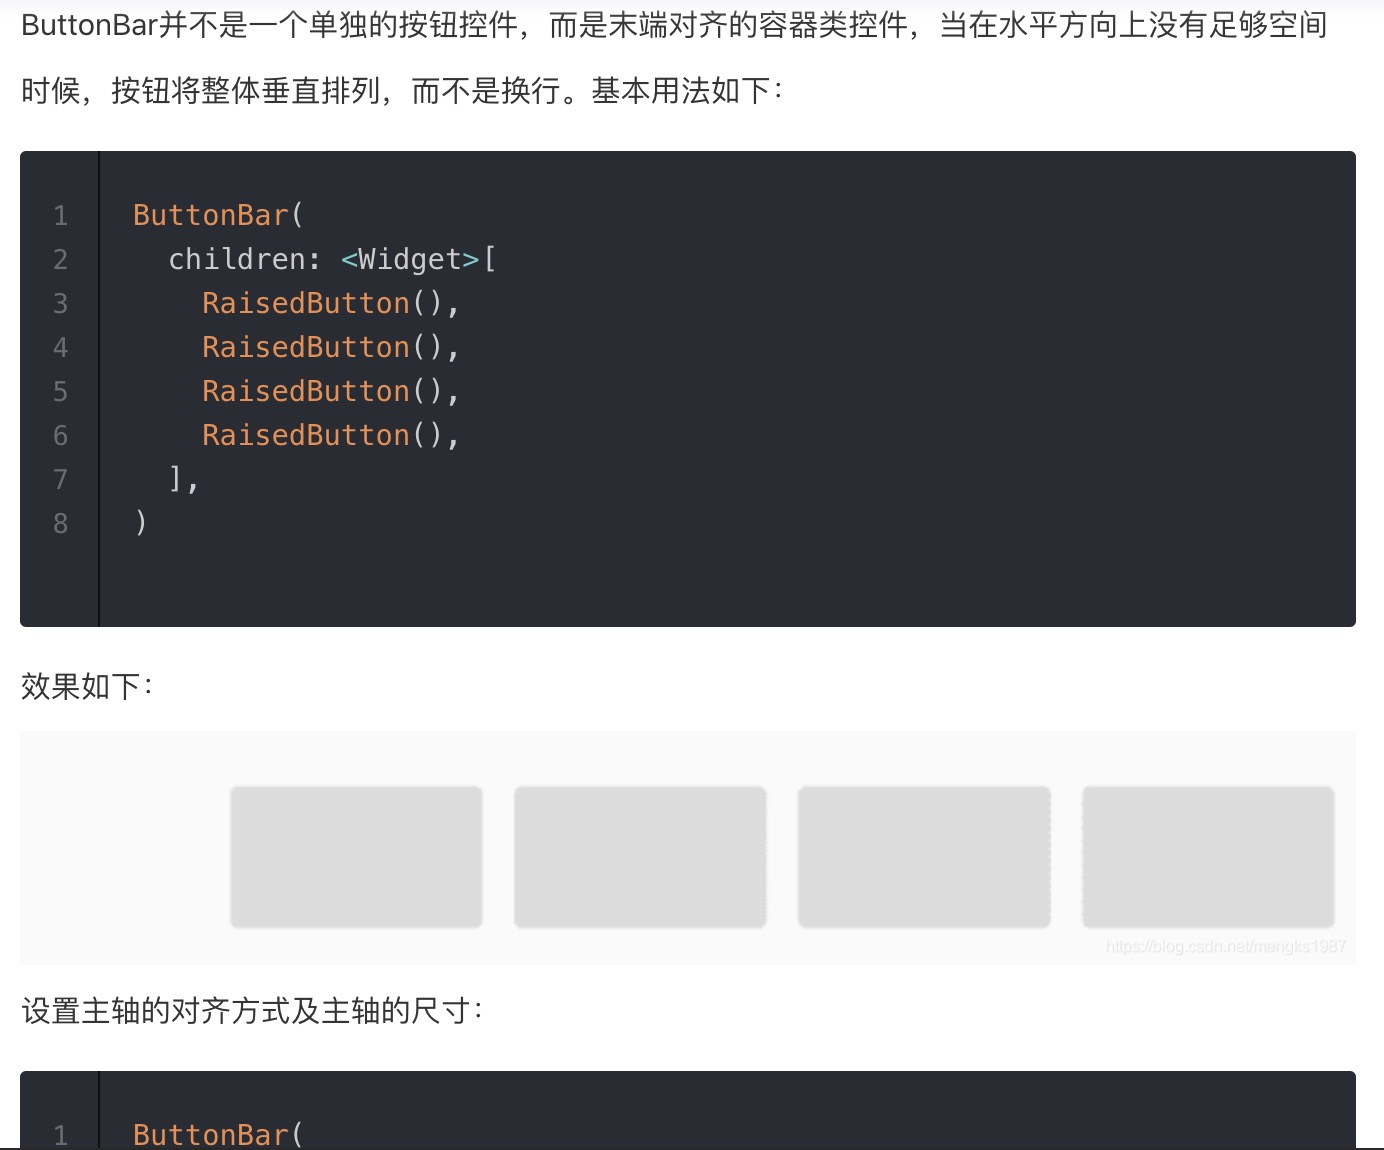 ButtonBar并不是一个单独的按钮控件，而是末端对齐的容器类控件，当在水平方向上没有足够空间
时候，按钮将整体垂直排列，而不是换行。基本用法如下：
1 ButtonBar(
2 children: <Widget>[
3 RaisedButton(),
4 RaisedButton(),
5 RaisedButton(),
6 RaisedButton(),
7 ],
8 )
效果如下：
https://blog.csdn.net/mengks1987
设置主轴的对齐方式及主轴的尺寸：
1 ButtonBar(